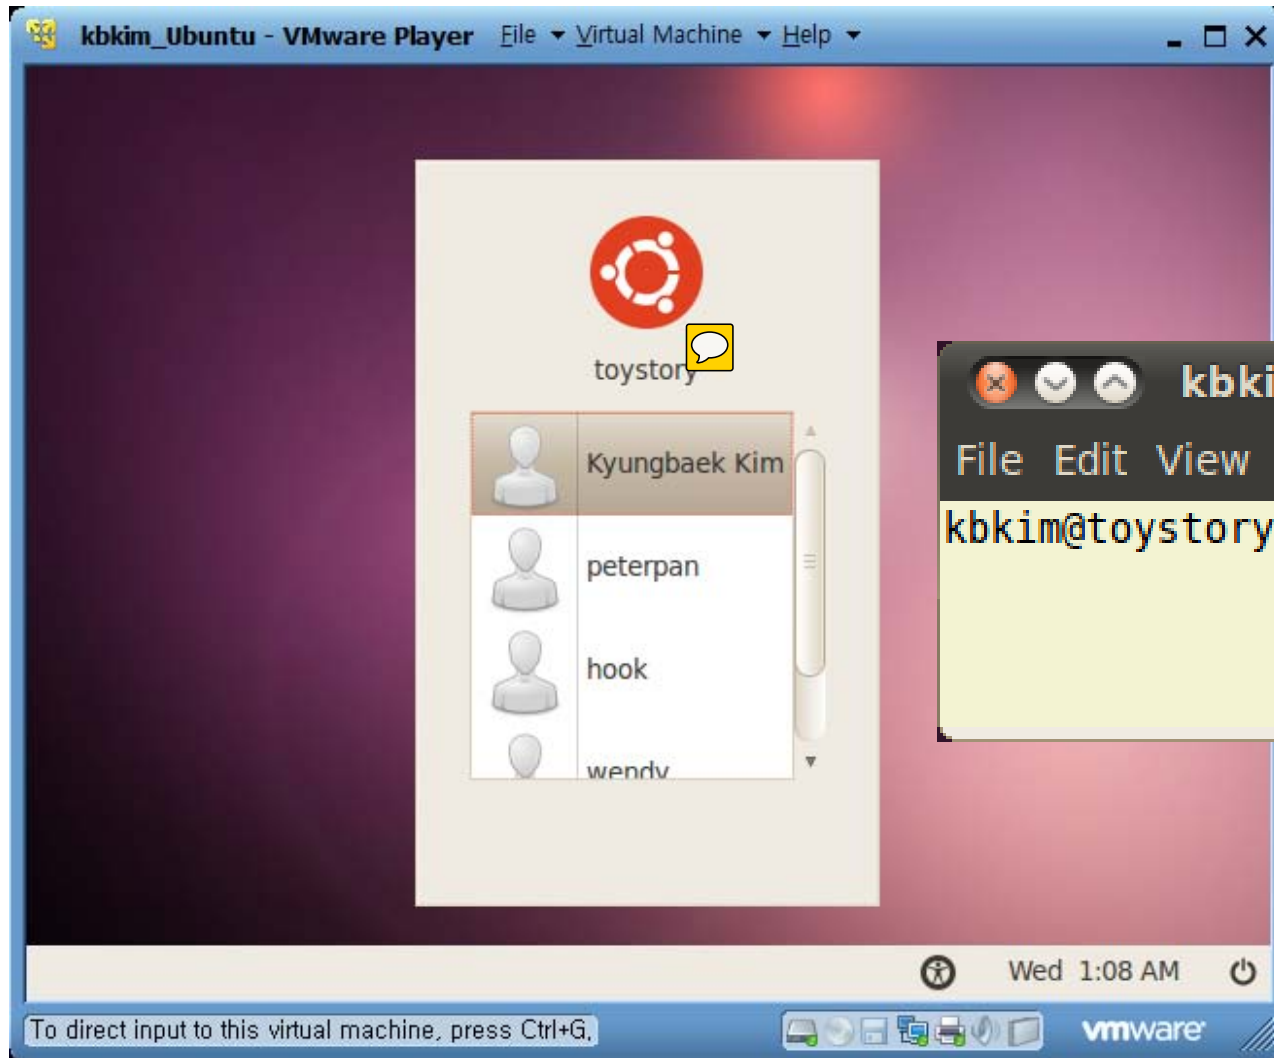 kbkim_Ubuntu - VMware Player File Virtual Machine Help
toystory
Kyungbaek Kim
peterpan
hook
wendy
kbki
File Edit View
kbkim@toystory
Wed 1:08 AM
To direct input to this virtual machine, press Ctrl+G.
vmware